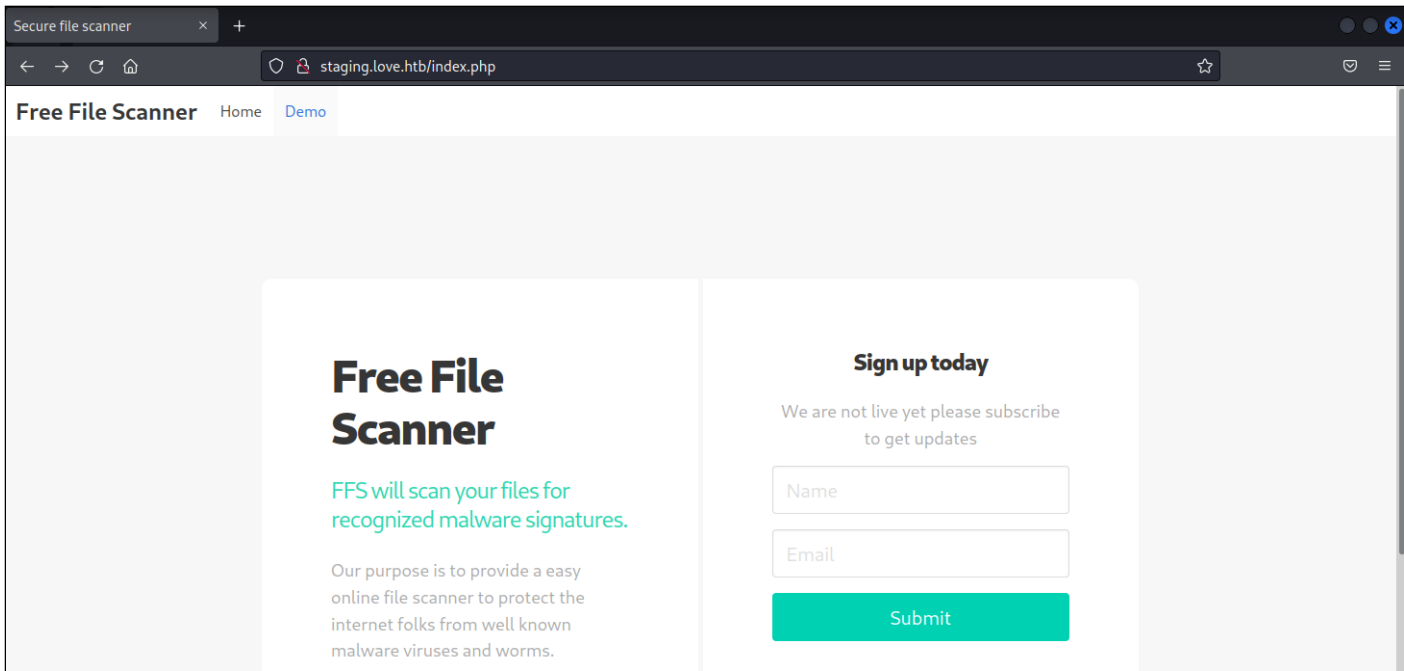 Secure file scanner
staging.love.htb/index.php
Free File Scanner Home Demo
Free File
Scanner
FFS will scan your files for
recognized malware signatures.
Our purpose is to provide a easy
online file scanner to protect the
internet folks from well known
malware viruses and worms.
Sign up today
We are not live yet please subscribe
to get updates
Name
Email
Submit